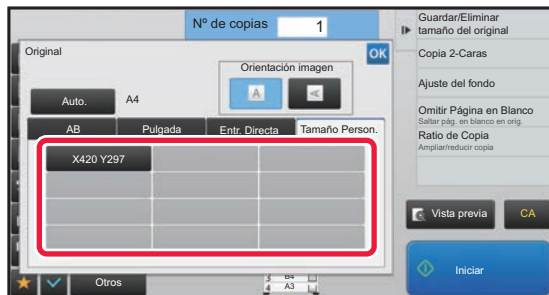 Nº de copias
1
Original
OK
Orientación imagen
A
A
Auto.
A4
AB
Pulgada
Entr. Directa
Tamaño Person.
X420 Y297
Otros
3 B4
4 A3
Guardar/Eliminar
tamaño del original
Copia 2-Caras
Ajuste del fondo
Omitir Página en Blanco
Saltar pág. en blanco en orig.
Ratio de Copia
Ampliar/reducir copia
Vista previa
CA
Iniciar